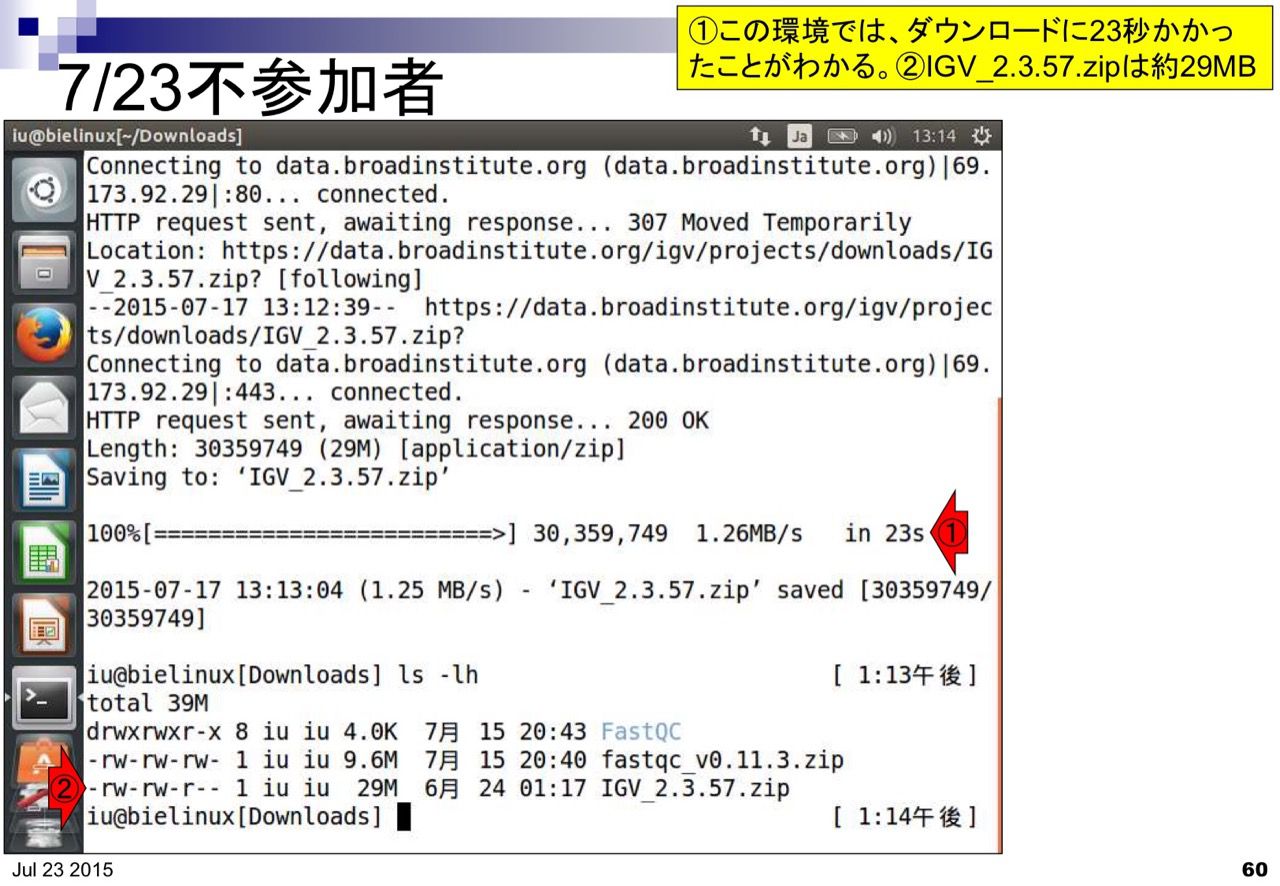 ①この環境では、ダウンロードに23秒かかっ
たことがわかる。②IGV_2.3.57.zipは約29MB
7/23不参加者
iu@bielinux[~/Downloads]
Ja
13:14
Connecting to data.broadinstitute.org (data.broadinstitute.org)|69.
173.92.29|:80... connected.
HTTP request sent, awaiting response... 307 Moved Temporarily
Location: https://data.broadinstitute.org/igv/projects/downloads/IG
V_2.3.57.zip? [following]
--2015-07-17 13:12:39--  https://data.broadinstitute.org/igv/projec
ts/downloads/IGV_2.3.57.zip?
Connecting to data.broadinstitute.org (data.broadinstitute.org)|69.
173.92.29|:443... connected.
HTTP request sent, awaiting response... 200 OK
Length: 30359749 (29M) [application/zip]
Saving to: ‘IGV_2.3.57.zip’
100%[=========================>] 30,359,749  1.26MB/s   in 23s
①
2015-07-17 13:13:04 (1.25 MB/s) - ‘IGV_2.3.57.zip’ saved [30359749/
30359749]
iu@bielinux[Downloads] ls -lh [ 1:13午後]
total 39M
drwxrwxr-x 8 iu iu 4.0K  7月  15 20:43 FastQC
-rw-rw-rw- 1 iu iu 9.6M  7月  15 20:40 fastqc_v0.11.3.zip
②
-rw-rw-r-- 1 iu iu  29M  6月  24 01:17 IGV_2.3.57.zip
iu@bielinux[Downloads] [ 1:14午後]
Jul 23 2015
60